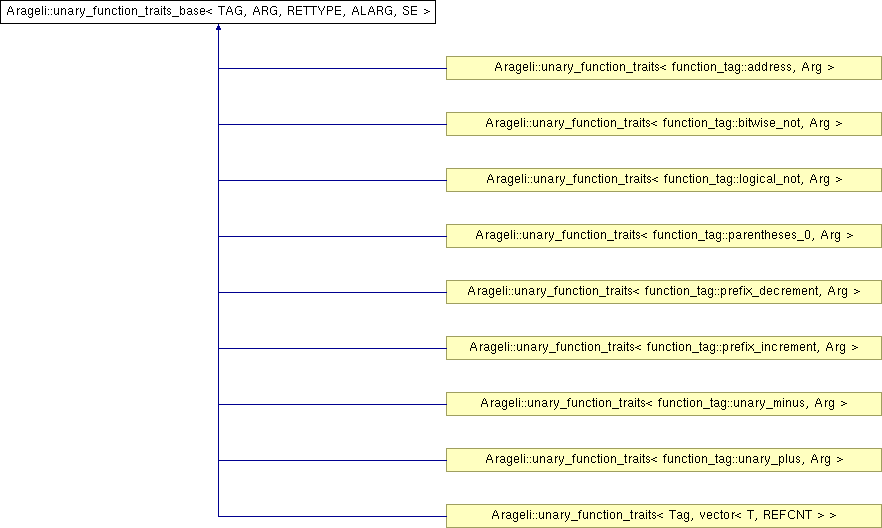 Arageli::unary_function_traits_base< TAG, ARG, RETTYPE, ALARG, SE >
Arageli::unary_function_traits< function_tag::address, Arg >
Arageli::unary_function_traits< function_tag::bitwise_not, Arg >
Arageli::unary_function_traits< function_tag::logical_not, Arg >
Arageli::unary_function_traits< function_tag::parentheses_0, Arg >
Arageli::unary_function_traits< function_tag::prefix_decrement, Arg >
Arageli::unary_function_traits< function_tag::prefix_increment, Arg >
Arageli::unary_function_traits< function_tag::unary_minus, Arg >
Arageli::unary_function_traits< function_tag::unary_plus, Arg >
Arageli::unary_function_traits< Tag, vector< T, REFCNT > >